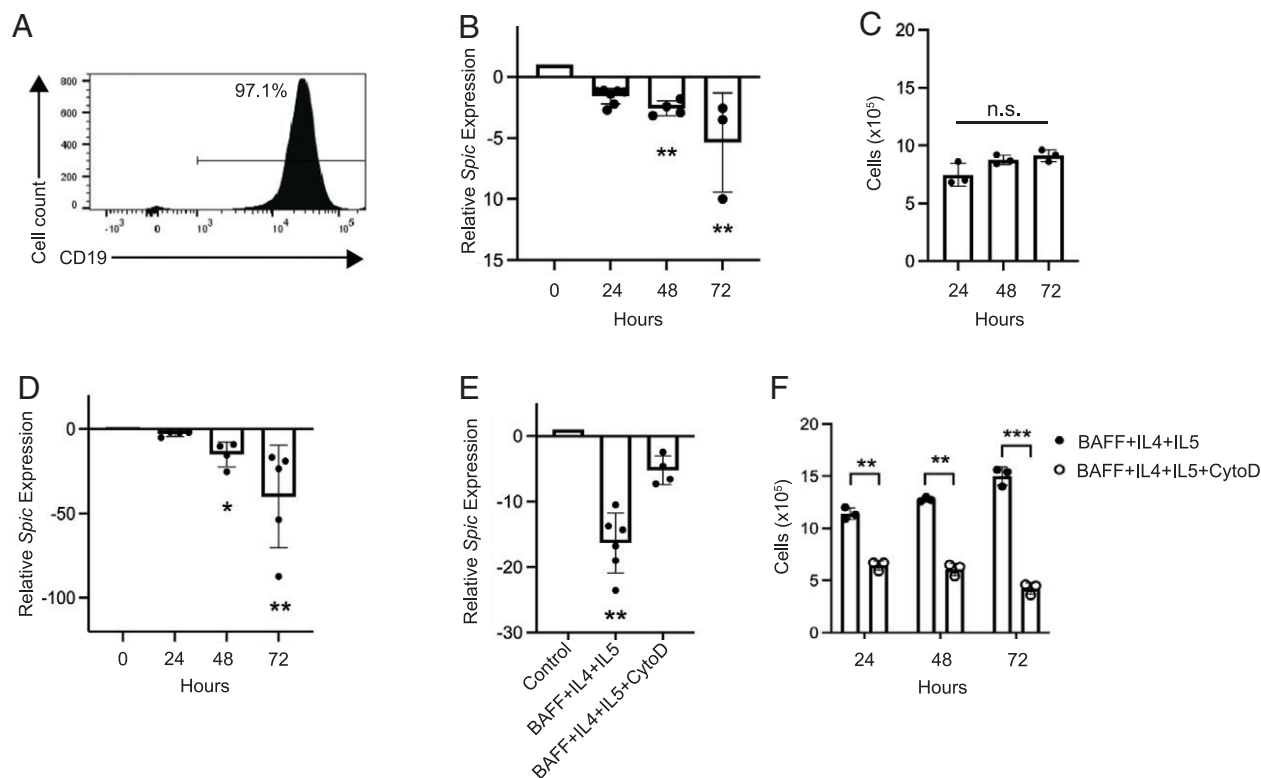 A
97.1%
800
600
400
200
0
-10³ 0 10³ 10⁴ 10⁵
Cell count
CD19
B
Relative Spic Expression
0
-5
10
15
0 24 48 72
Hours
**
**
C
Cells (x10⁵)
20
15
10
5
0
n.s.
24 48 72
Hours
D
Relative Spic Expression
0
-50
-100
*
**
0 24 48 72
Hours
E
Relative Spic Expression
0
-10
-20
-30
**
Control
BAFF+IL4+IL5
BAFF+IL4+IL5+CytoD
F
Cells (x10⁵)
20
15
10
5
0
** ** ***
24 48 72
Hours
BAFF+IL4+IL5
BAFF+IL4+IL5+CytoD